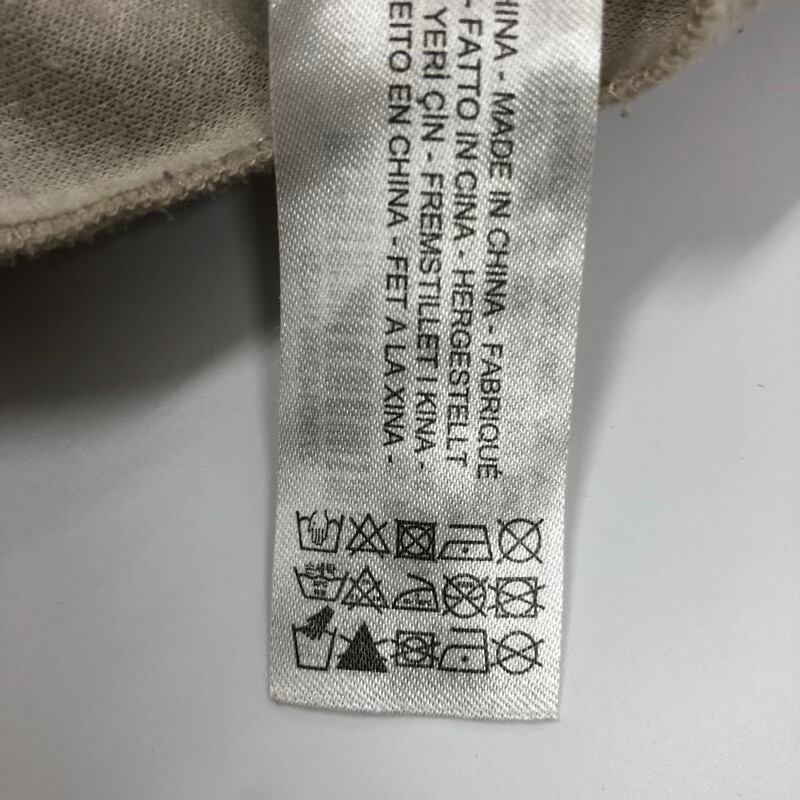 HINA - MADE IN CHINA - FABRIQUÉ
- FATTO IN CINA - HERGESTELLT
YERİ ÇİN - FREMSTILLET I KINA -
EITO EN CHINA - FET A LA XINA -